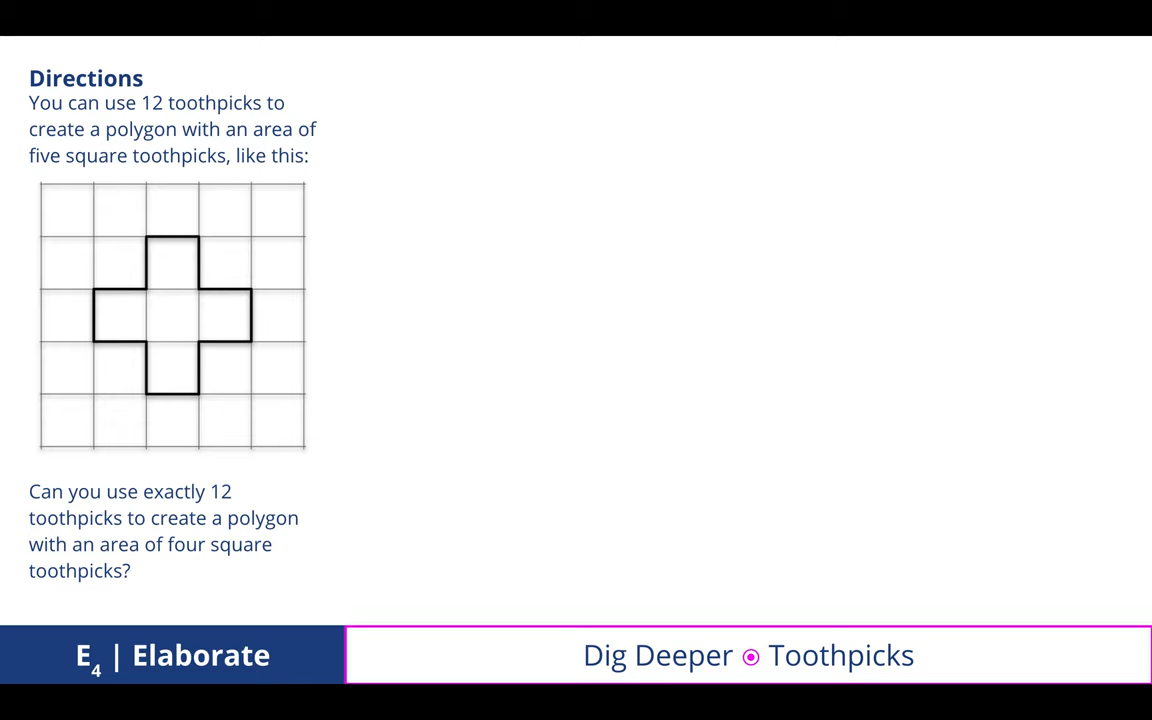 Directions
You can use 12 toothpicks to
create a polygon with an area of
five square toothpicks, like this:
Can you use exactly 12
toothpicks to create a polygon
with an area of four square
toothpicks?
E4 | Elaborate
Dig Deeper ⦿ Toothpicks